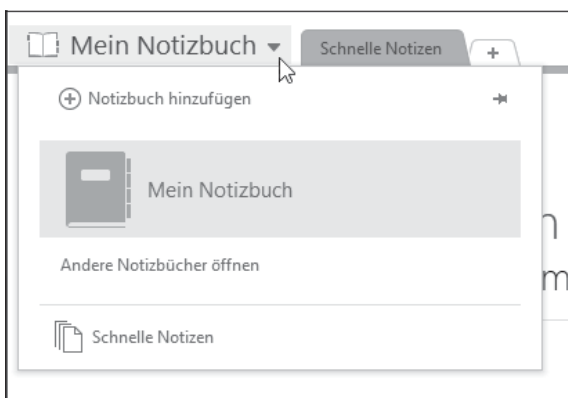 Mein Notizbuch
Schnelle Notizen
+
Notizbuch hinzufügen
Mein Notizbuch
Andere Notizbücher öffnen
Schnelle Notizen